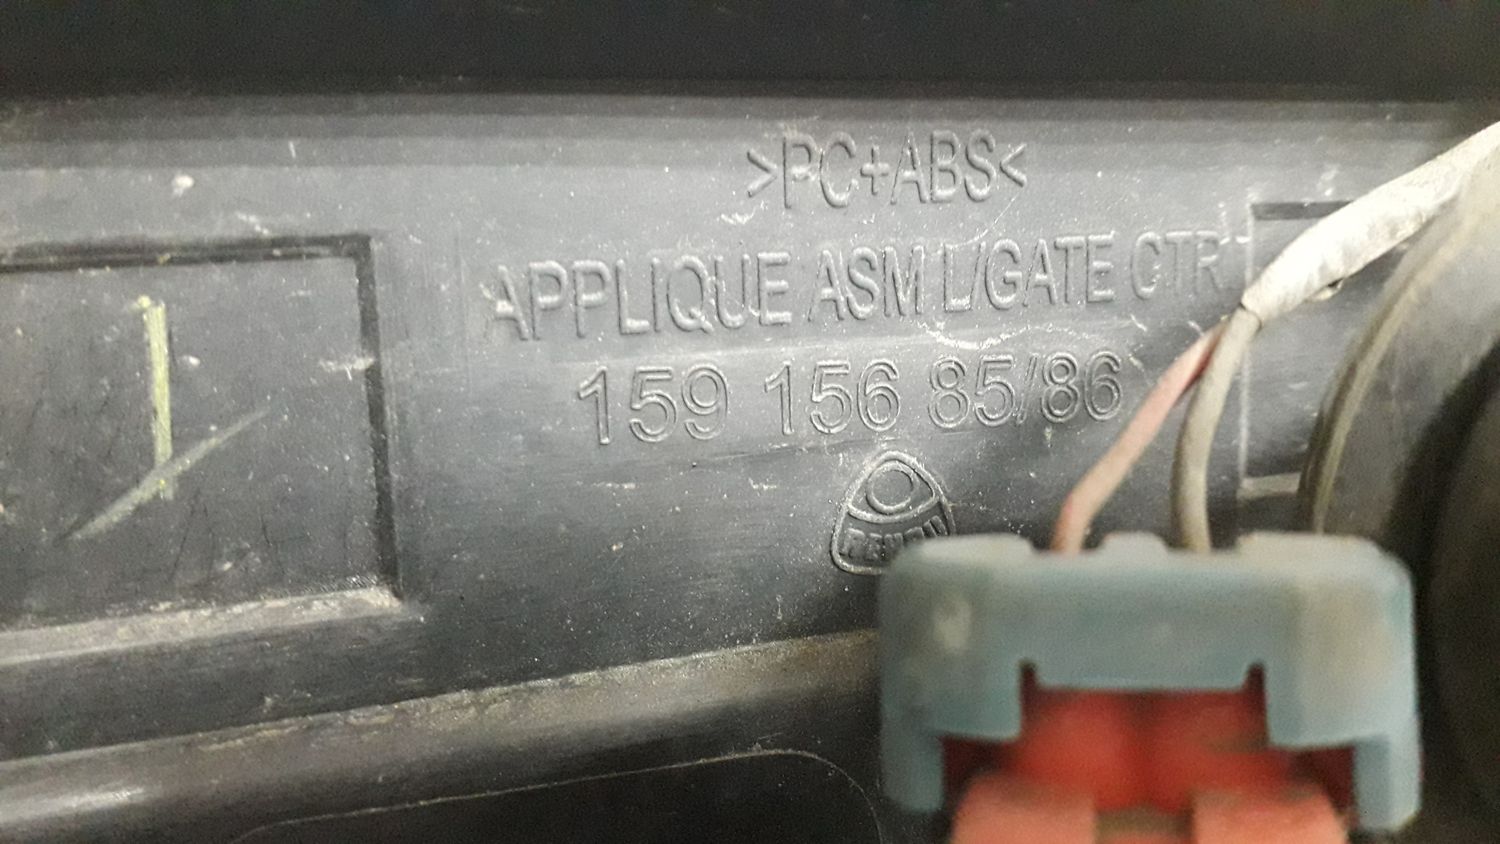 >PC+ABS<
APPLIQUE ASM L/GATE CTR
159 156 85/86